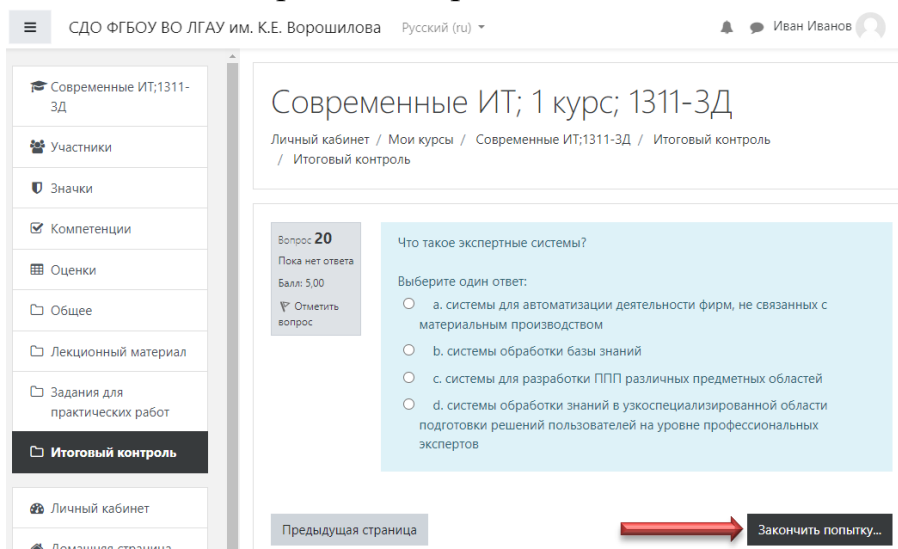 СДО ФГБОУ ВО ЛГАУ им. К.Е. Ворошилова Русский (ru)
Иван Иванов
Современные ИТ;1311-
ЗД
Участники
Значки
Компетенции
Оценки
Общее
Лекционный материал
Задания для
практических работ
Итоговый контроль
Личный кабинет
Домашняя страница
Современные ИТ; 1 курс; 1311-ЗД
Личный кабинет / Мои курсы / Современные ИТ;1311-ЗД / Итоговый контроль
/ Итоговый контроль
Вопрос 20
Пока нет ответа
Балл: 5,00
Отметить
вопрос
Что такое экспертные системы?
Выберите один ответ:
a. системы для автоматизации деятельности фирм, не связанных с
материальным производством
b. системы обработки базы знаний
c. системы для разработки ППП различных предметных областей
d. системы обработки знаний в узкоспециализированной области
подготовки решений пользователей на уровне профессиональных
экспертов
Предыдущая страница
Закончить попытку...